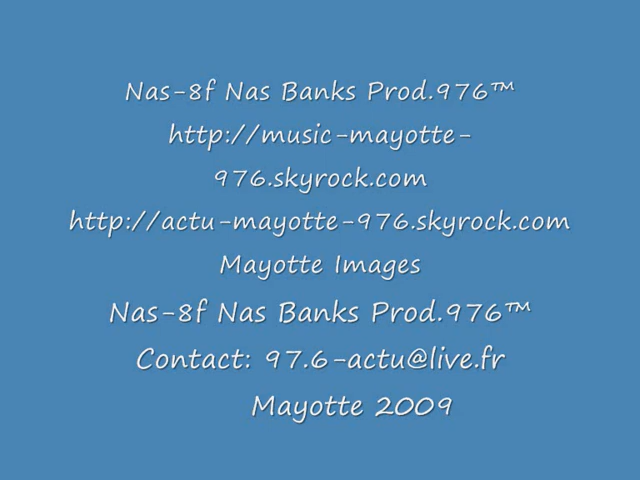 Nas-8f Nas Banks Prod.976™
http://music-mayotte-
976.skyrock.com
http://actu-mayotte-976.skyrock.com
Mayotte Images
Nas-8f Nas Banks Prod.976™
Contact: 97.6-actu@live.fr
Mayotte 2009